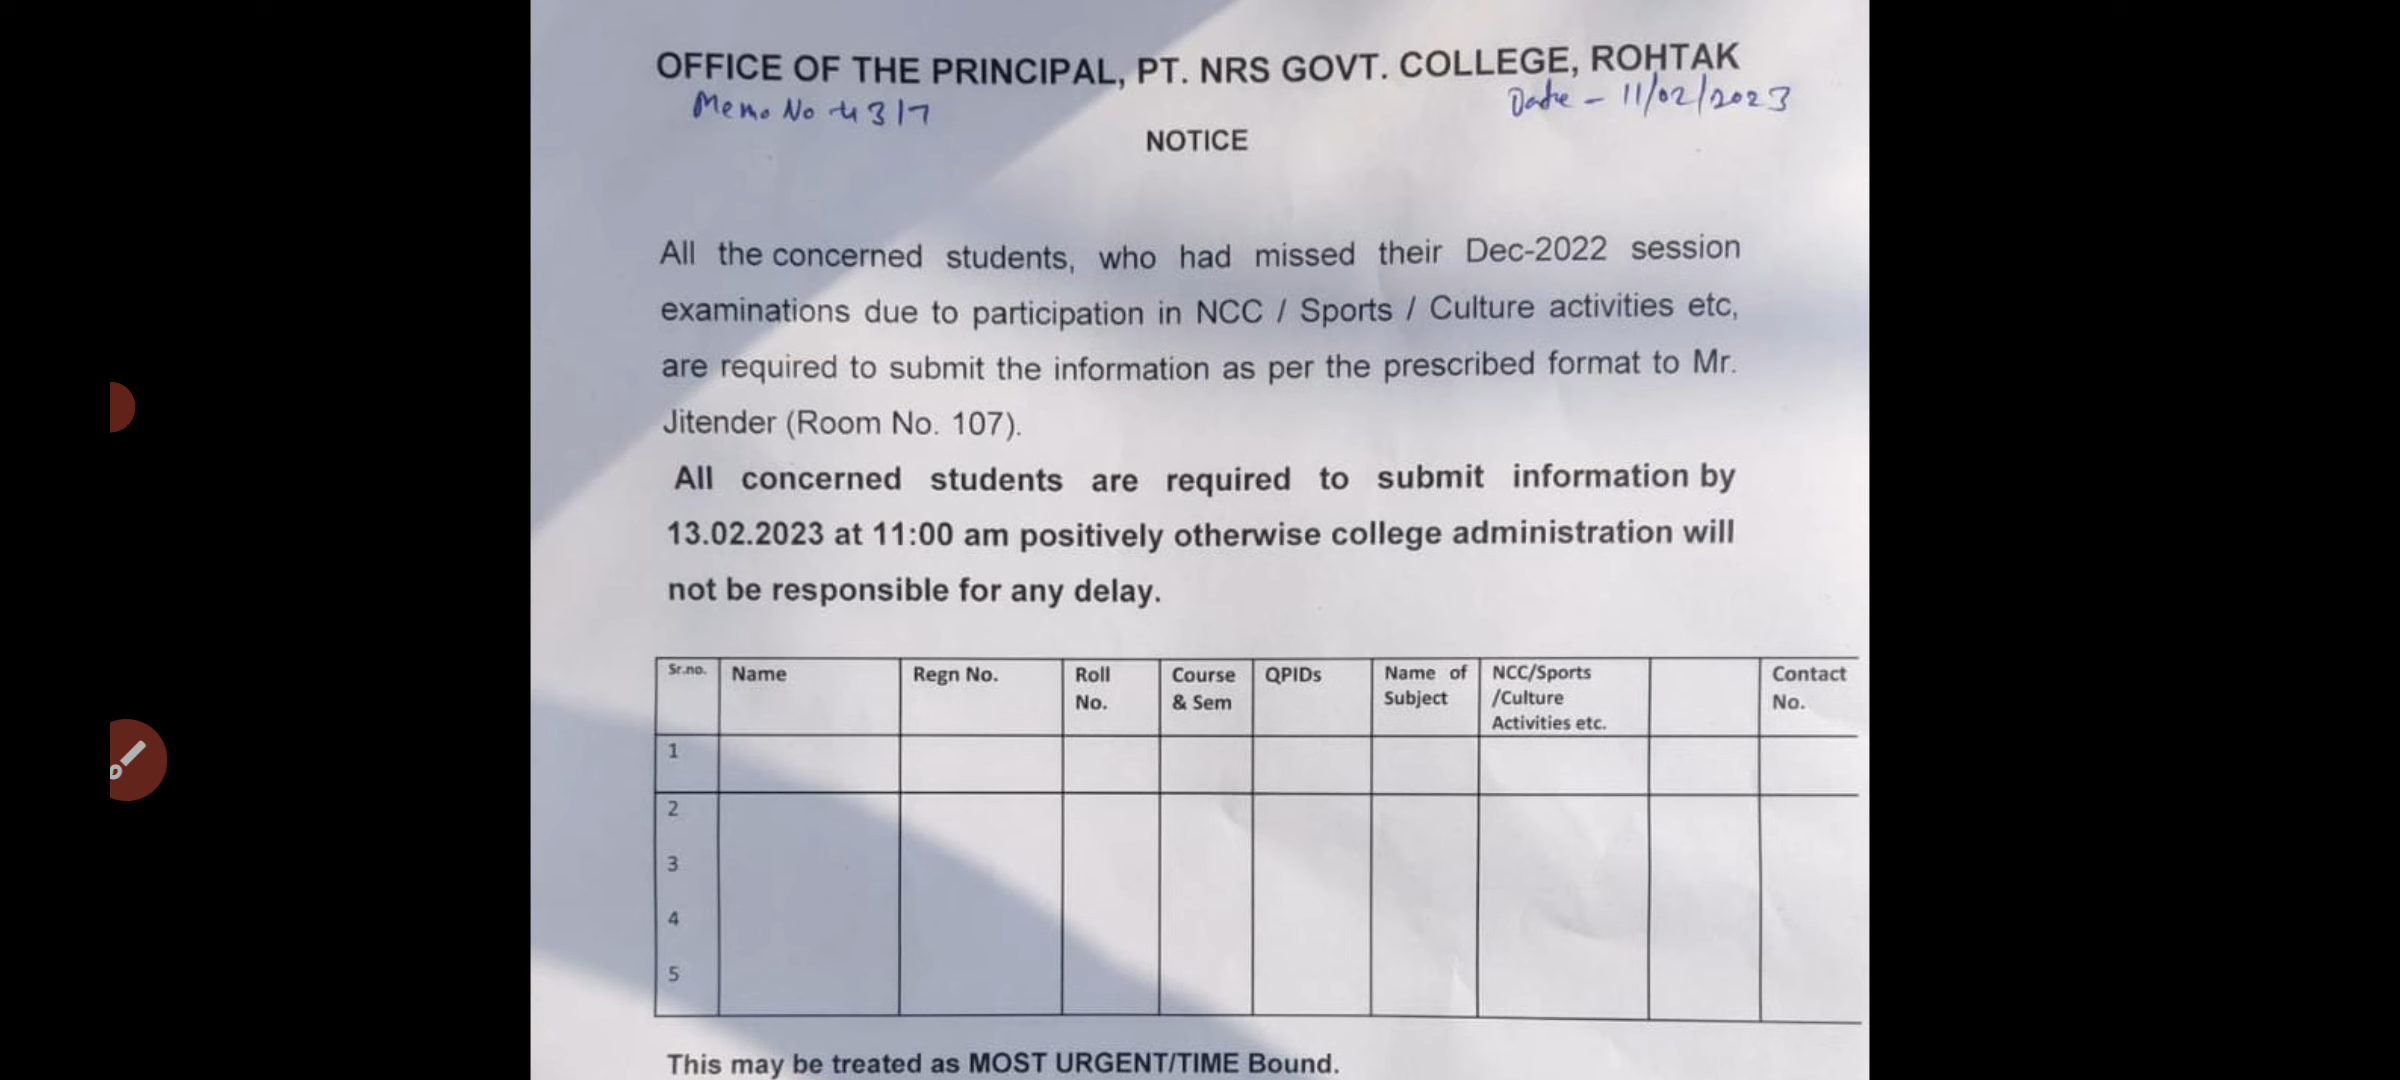 OFFICE OF THE PRINCIPAL, PT. NRS GOVT. COLLEGE, ROHTAK
Memo No 4317 Date - 11/02/2023
NOTICE
All the concerned students, who had missed their Dec-2022 session
examinations due to participation in NCC / Sports / Culture activities etc,
are required to submit the information as per the prescribed format to Mr.
Jitender (Room No. 107).
All concerned students are required to submit information by
13.02.2023 at 11:00 am positively otherwise college administration will
not be responsible for any delay.
Sr.no. Name Regn No. Roll Course QPIDs Name of NCC/Sports Contact
No. & Sem Subject /Culture No.
Activities etc.
1
2
3
4
5
This may be treated as MOST URGENT/TIME Bound.